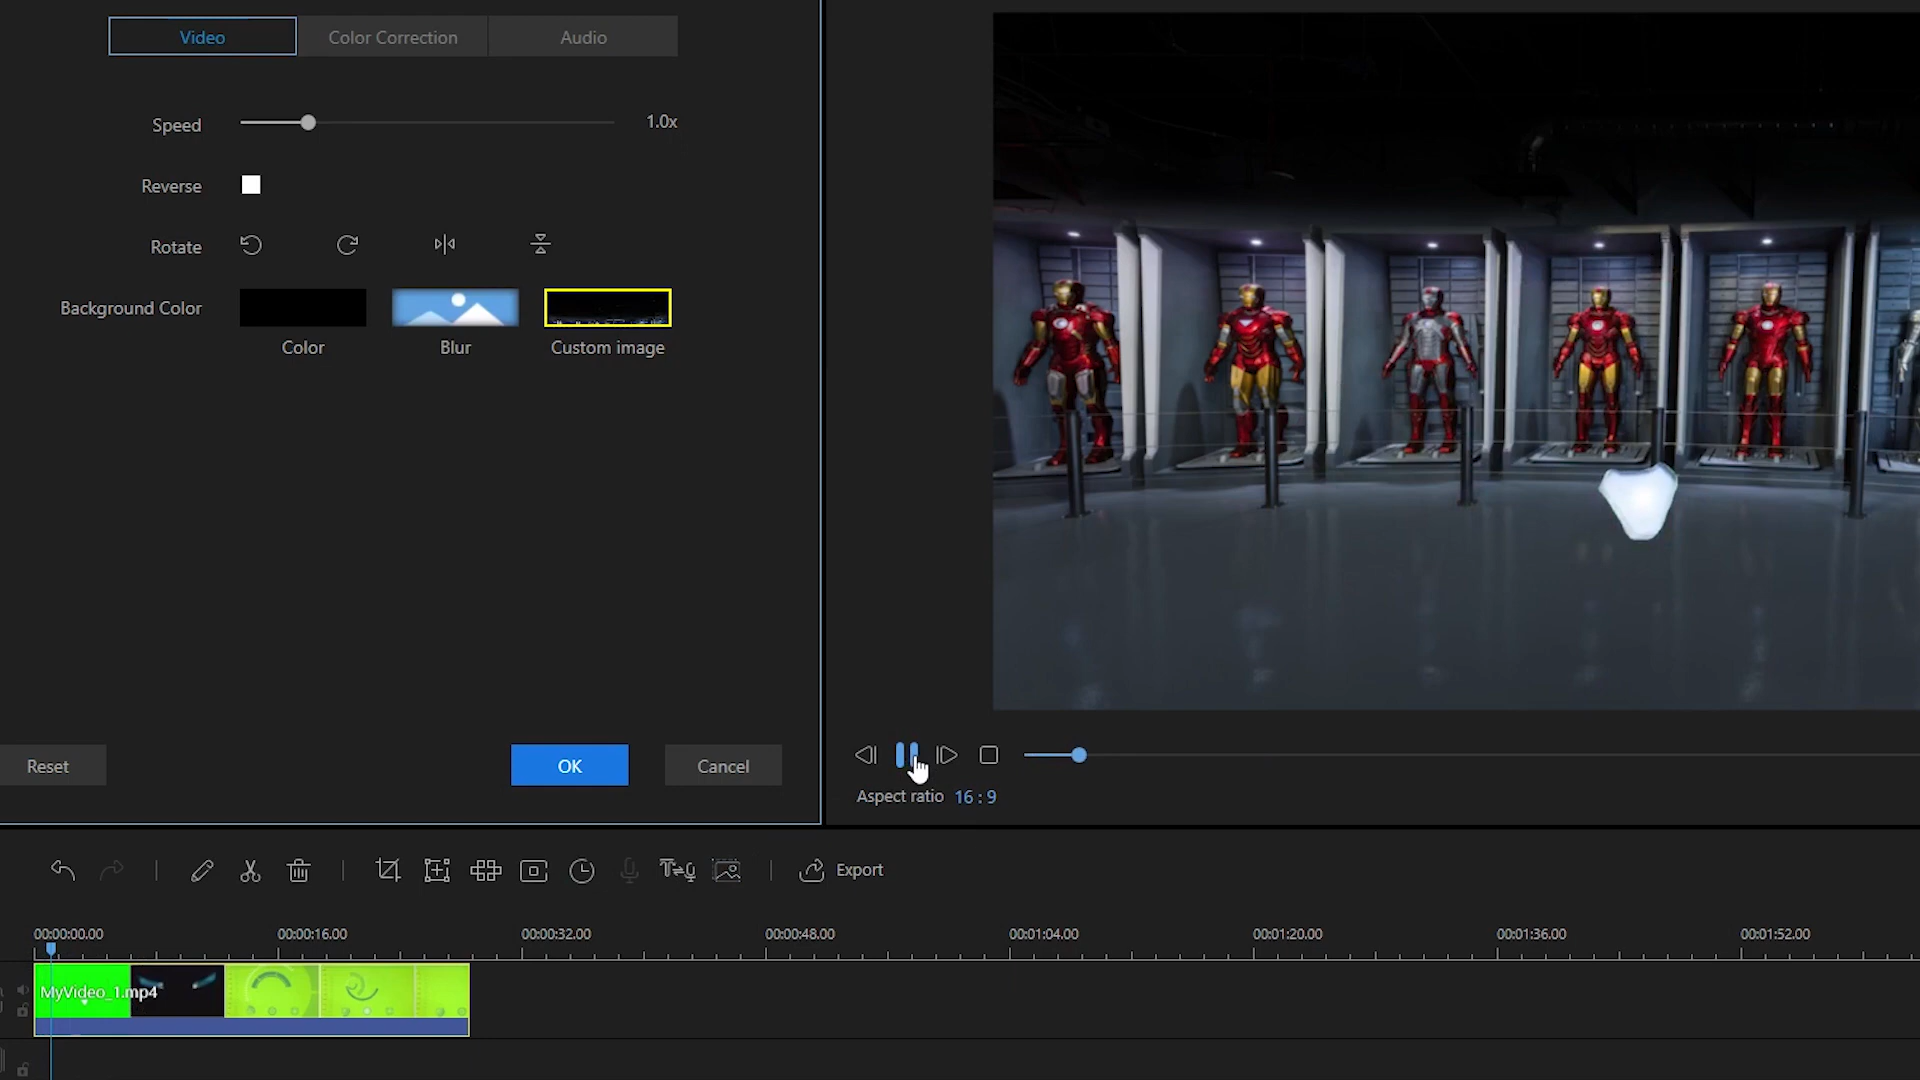 Video
Color Correction
Audio
Speed
1.0x
Reverse
Rotate
Background Color
Color
Blur
Custom image
Reset
OK
Cancel
Aspect ratio 16 : 9
Export
00:00:00.00
00:00:16.00
00:00:32.00
00:00:48.00
00:01:04.00
00:01:20.00
00:01:36.00
00:01:52.00
MyVideo_1.mp4